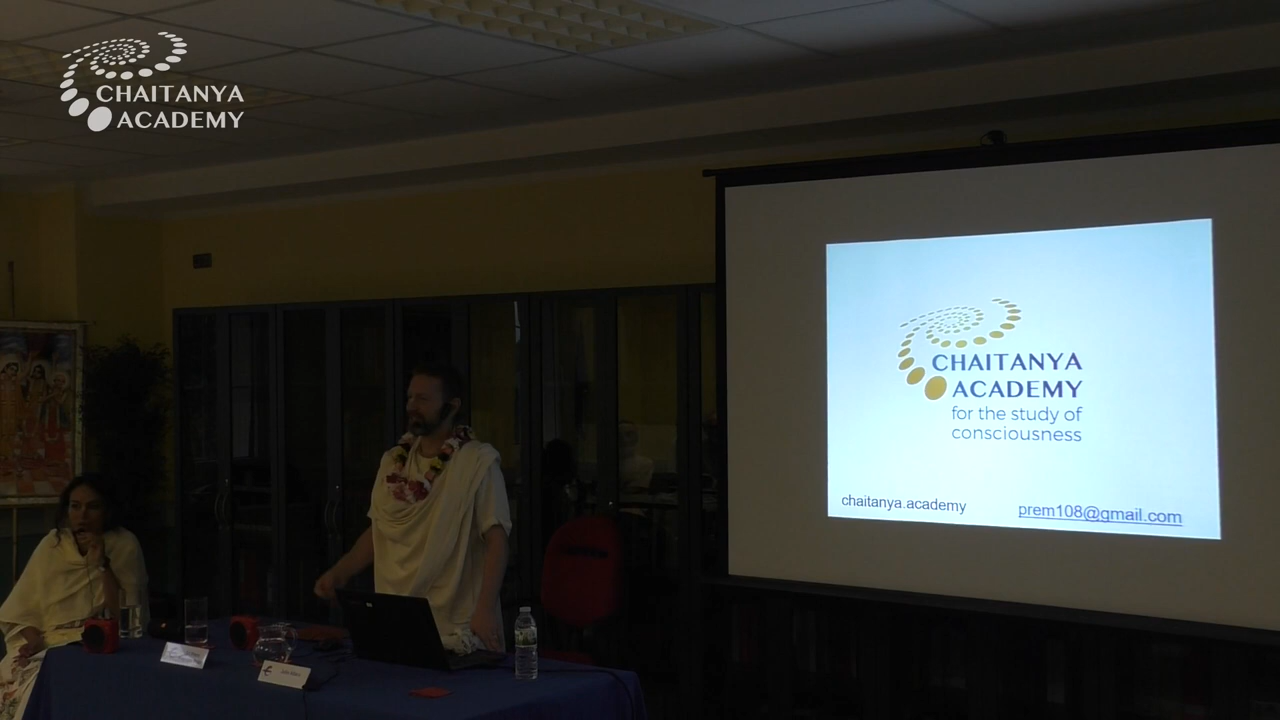 CHAITANYA
ACADEMY
CHAITANYA
ACADEMY
for the study of
consciousness
chaitanya.academy
prem108@gmail.com